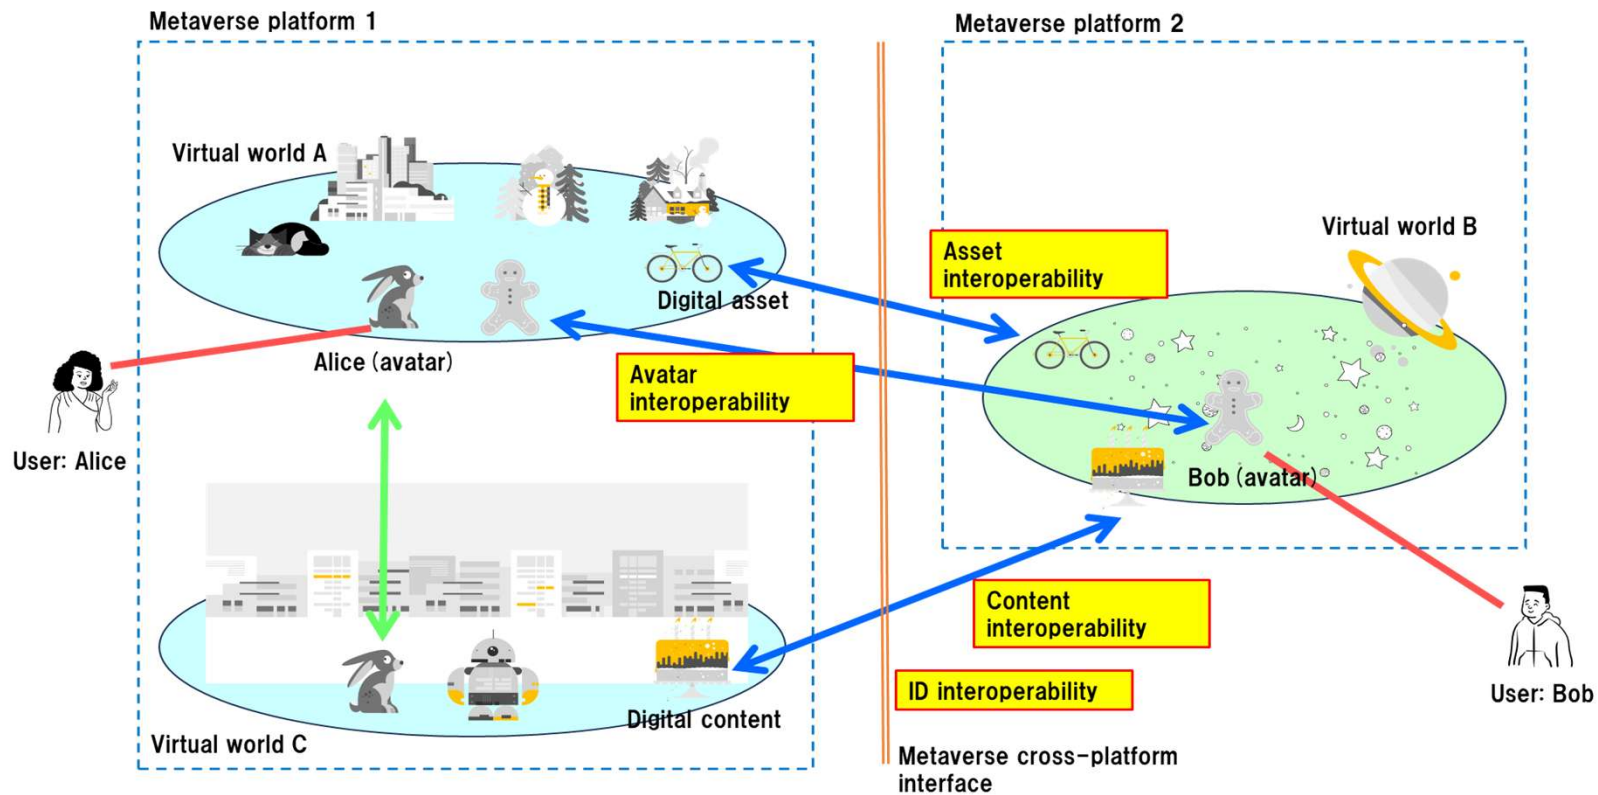 Metaverse platform 1
Metaverse platform 2
Virtual world A
Virtual world B
Asset
interoperability
Digital asset
Alice (avatar)
Avatar
interoperability
User: Alice
Bob (avatar)
Content
interoperability
ID interoperability
User: Bob
Digital content
Virtual world C
Metaverse cross-platform
interface